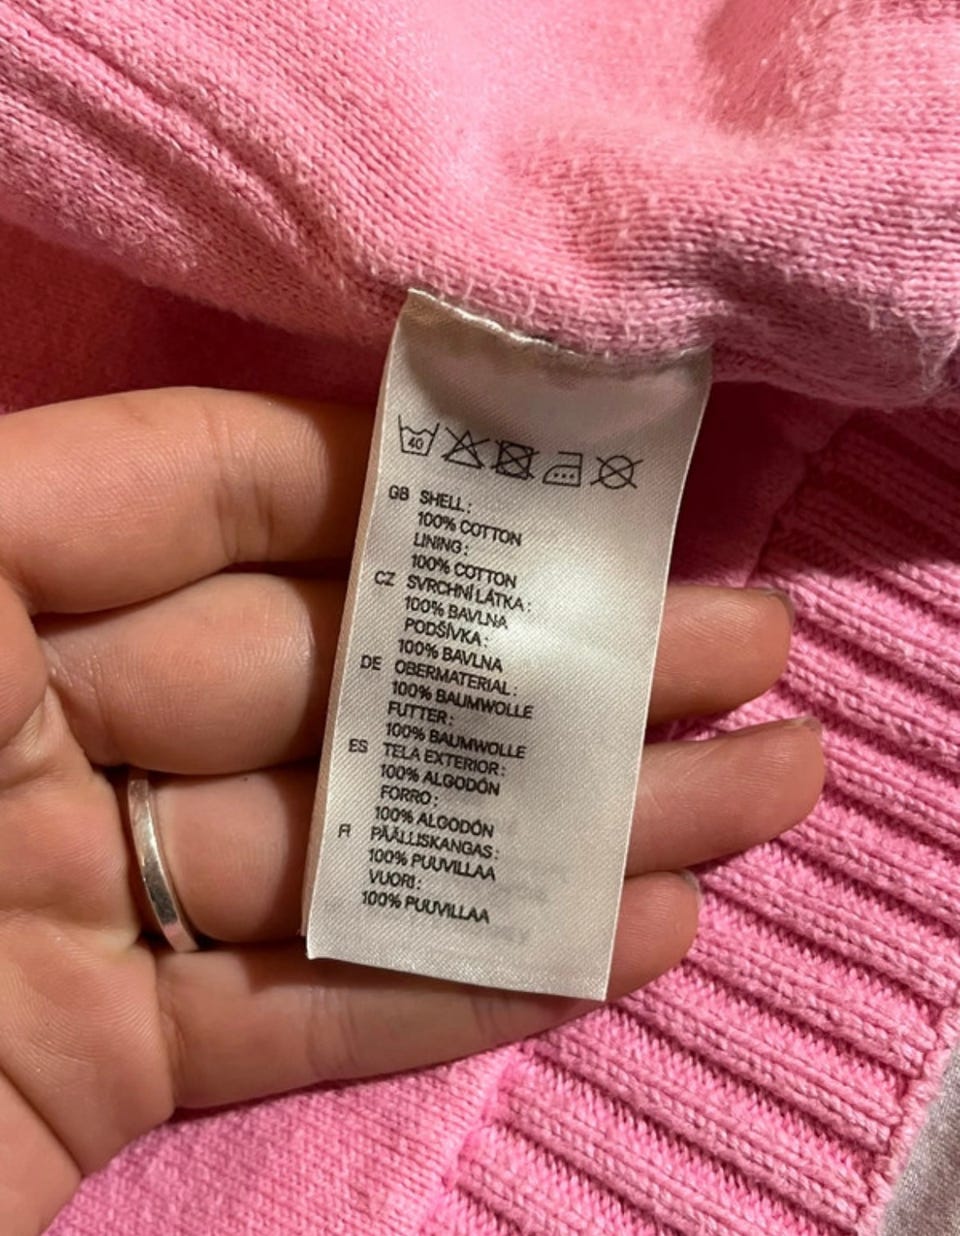 40
GB SHELL:
100% COTTON
LINING:
100% COTTON
CZ SVRCHNÍ LÁTKA:
100% BAVLNA
PODŠÍVKA:
100% BAVLNA
DE OBERMATERIAL:
100% BAUMWOLLE
FUTTER:
100% BAUMWOLLE
ES TELA EXTERIOR:
100% ALGODÓN
FORRO:
100% ALGODÓN
FI PÄÄLLISKANGAS:
100% PUUVILLAA
VUORI:
100% PUUVILLAA